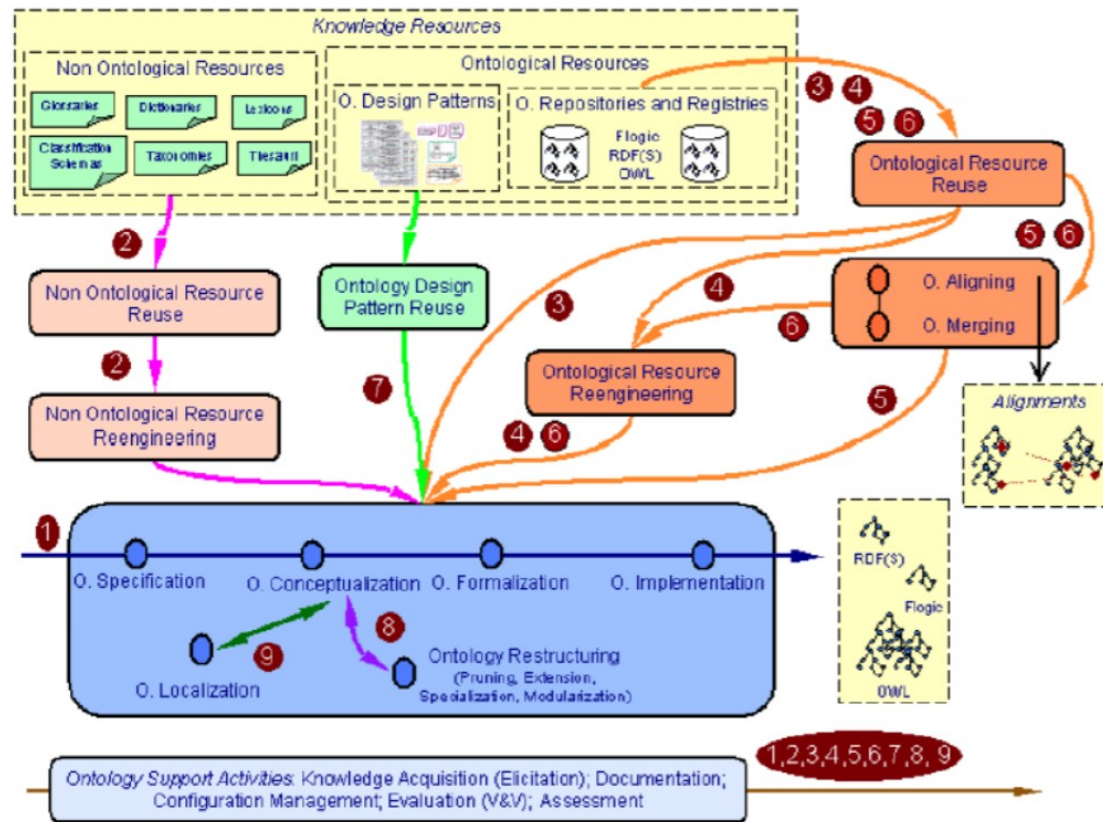 Knowledge Resources
Non Ontological Resources
Ontological Resources
Glossaries
Dictionaries
Lexicons
Classification
Schemas
Taxonomies
Thesauri
O. Design Patterns
O. Repositories and Registries
Flogic
RDF(S)
OWL
3 4
5 6
Ontological Resource
Reuse
2
5 6
Non Ontological Resource
Reuse
Ontology Design
Pattern Reuse
3
4
O. Aligning
6
O. Merging
2
7
Ontological Resource
Reengineering
5
Non Ontological Resource
Reengineering
4 6
Alignments
1
O. Specification
O. Conceptualization
O. Formalization
O. Implementation
RDF(S)
Flogic
OWL
8
9
O. Localization
Ontology Restructuring
(Pruning, Extension,
Specialization, Modularization)
1,2,3,4,5,6,7,8, 9
Ontology Support Activities: Knowledge Acquisition (Elicitation); Documentation;
Configuration Management; Evaluation (V&V); Assessment